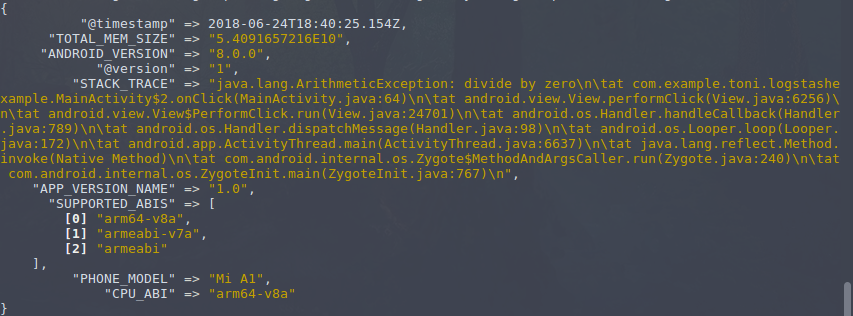 {
"@timestamp" => 2018-06-24T18:40:25.154Z,
"TOTAL_MEM_SIZE" => "5.4091657216E10",
"ANDROID_VERSION" => "8.0.0",
"@version" => "1",
"STACK_TRACE" => "java.lang.ArithmeticException: divide by zero\n\tat com.example.toni.logstashe
xample.MainActivity$2.onClick(MainActivity.java:64)\n\tat android.view.View.performClick(View.java:6256)\
n\tat android.view.View$PerformClick.run(View.java:24701)\n\tat android.os.Handler.handleCallback(Handler
.java:789)\n\tat android.os.Handler.dispatchMessage(Handler.java:98)\n\tat android.os.Looper.loop(Looper.
java:172)\n\tat android.app.ActivityThread.main(ActivityThread.java:6637)\n\tat java.lang.reflect.Method.
invoke(Native Method)\n\tat com.android.internal.os.Zygote$MethodAndArgsCaller.run(Zygote.java:240)\n\tat
 com.android.internal.os.ZygoteInit.main(ZygoteInit.java:767)\n",
"APP_VERSION_NAME" => "1.0",
"SUPPORTED_ABIS" => [
[0] "arm64-v8a",
[1] "armeabi-v7a",
[2] "armeabi"
],
"PHONE_MODEL" => "Mi A1",
"CPU_ABI" => "arm64-v8a"
}